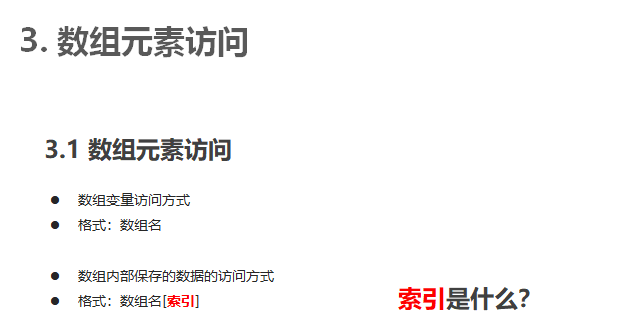 3. 数组元素访问
3.1 数组元素访问
● 数组变量访问方式
● 格式：数组名
● 数组内部保存的数据的访问方式
● 格式：数组名[索引]
索引是什么？